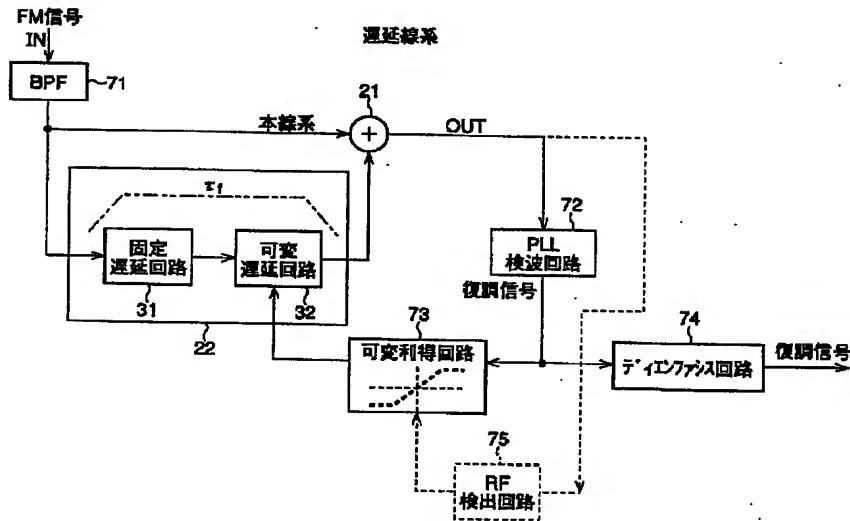 FM信号
IN
遅延線系
BPF
71
21
本線系
+
OUT
τf
72
PLL
検波回路
固定
遅延回路
可変
遅延回路
31
32
22
復調信号
73
可変利得回路
74
ディエンファシス回路
復調信号
75
RF
検出回路